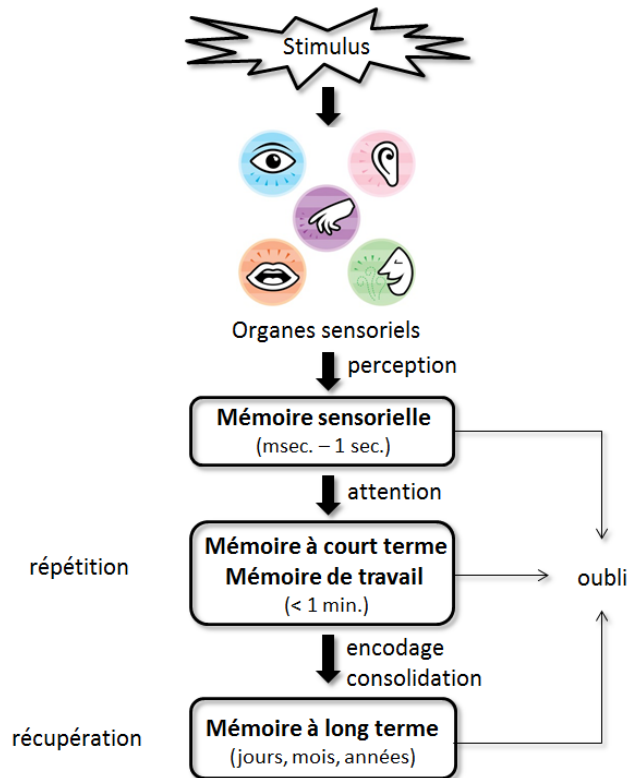 Stimulus
Organes sensoriels
perception
Mémoire sensorielle
(msec. – 1 sec.)
attention
répétition
Mémoire à court terme
Mémoire de travail
(< 1 min.)
oubli
encodage
consolidation
récupération
Mémoire à long terme
(jours, mois, années)